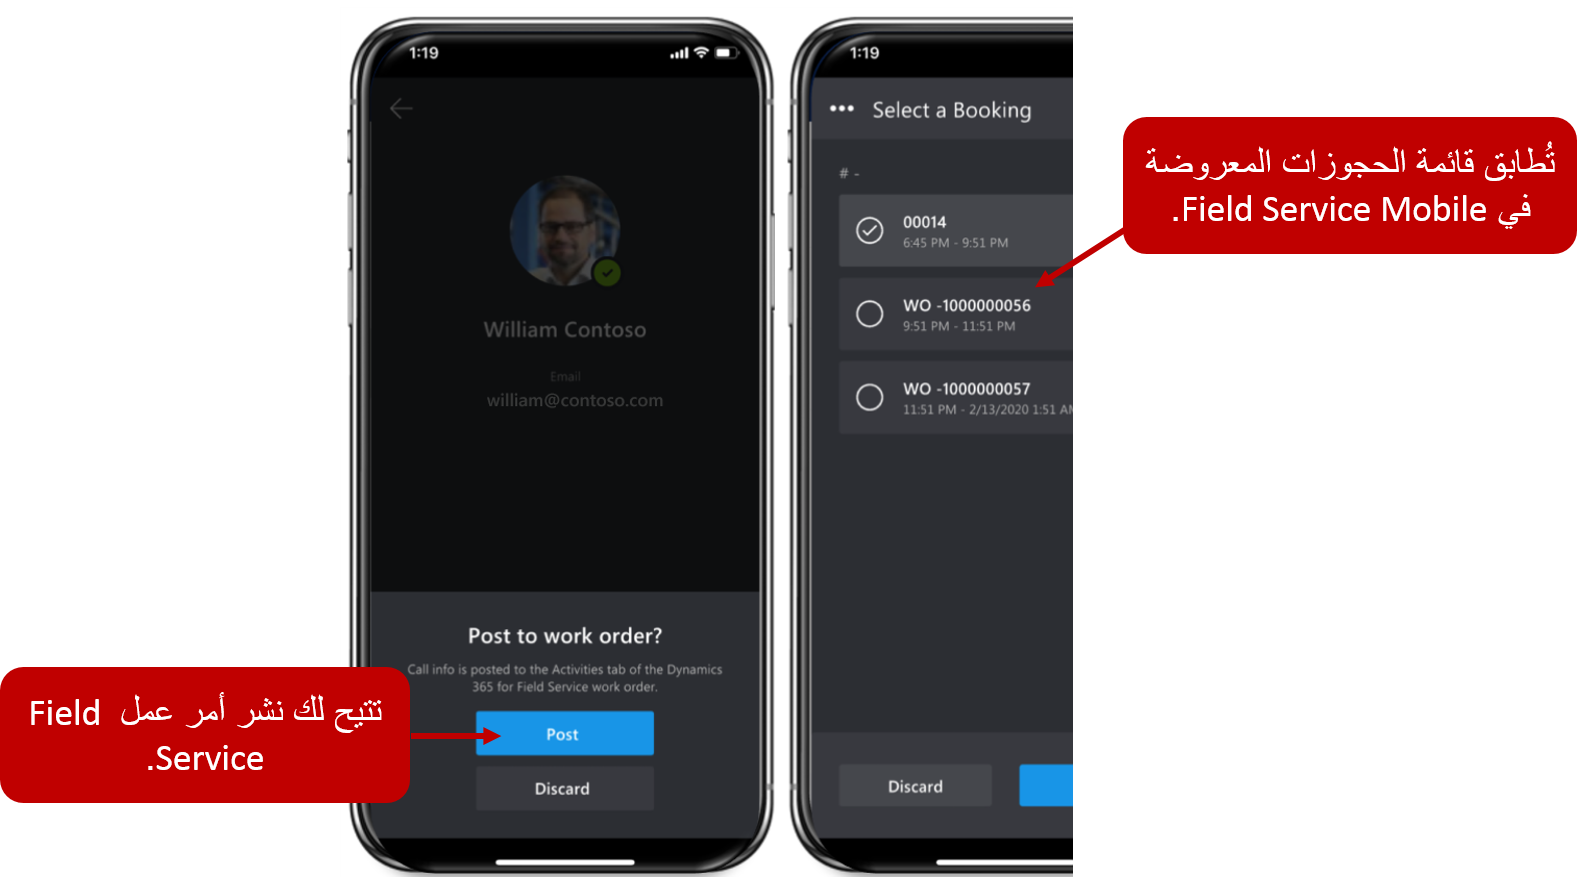 1:19
William Contoso
Email
william@contoso.com
Post to work order?
Call info is posted to the Activities tab of the Dynamics
365 for Field Service work order.
Post
Discard
تتيح لك نشر أمر عمل Field
Service.
1:19
••• Select a Booking
# -
00014
6:45 PM - 9:51 PM
WO -1000000056
9:51 PM - 11:51 PM
WO -1000000057
11:51 PM - 2/13/2020 1:51 AM
Discard
تُطابق قائمة الحجوزات المعروضة
في Field Service Mobile.